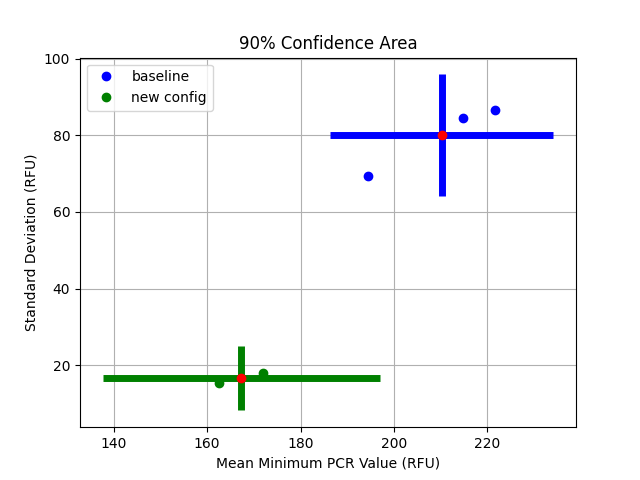 90% Confidence Area
baseline
new config
100
80
60
40
20
Standard Deviation (RFU)
140 160 180 200 220
Mean Minimum PCR Value (RFU)